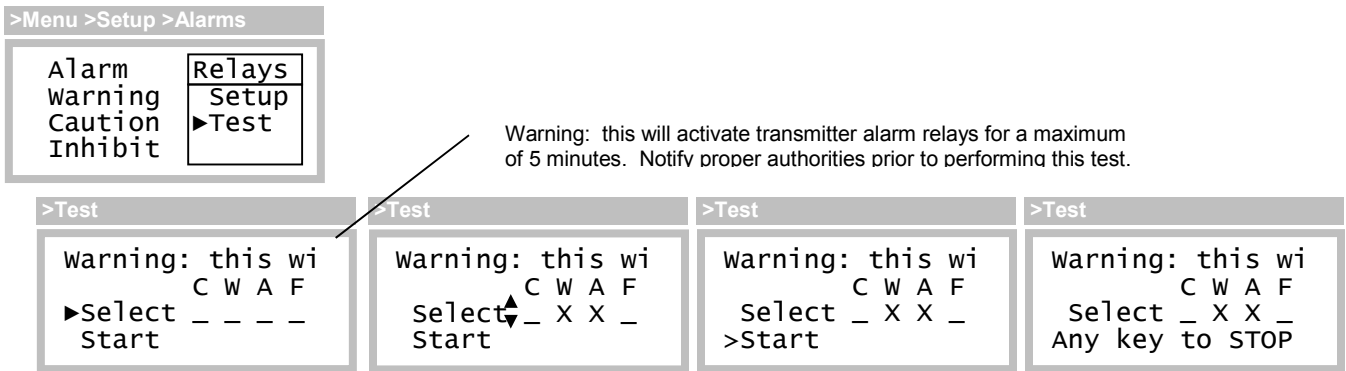 >Menu >Setup >Alarms
Alarm Relays
Warning Setup
Caution ►Test
Inhibit
Warning: this will activate transmitter alarm relays for a maximum
of 5 minutes. Notify proper authorities prior to performing this test.
>Test
Warning: this wi
C W A F
►Select _ _ _ _
Start
>Test
Warning: this wi
C W A F
Select _ X X _
Start
>Test
Warning: this wi
C W A F
Select _ X X _
>Start
>Test
Warning: this wi
C W A F
Select _ X X _
Any key to STOP